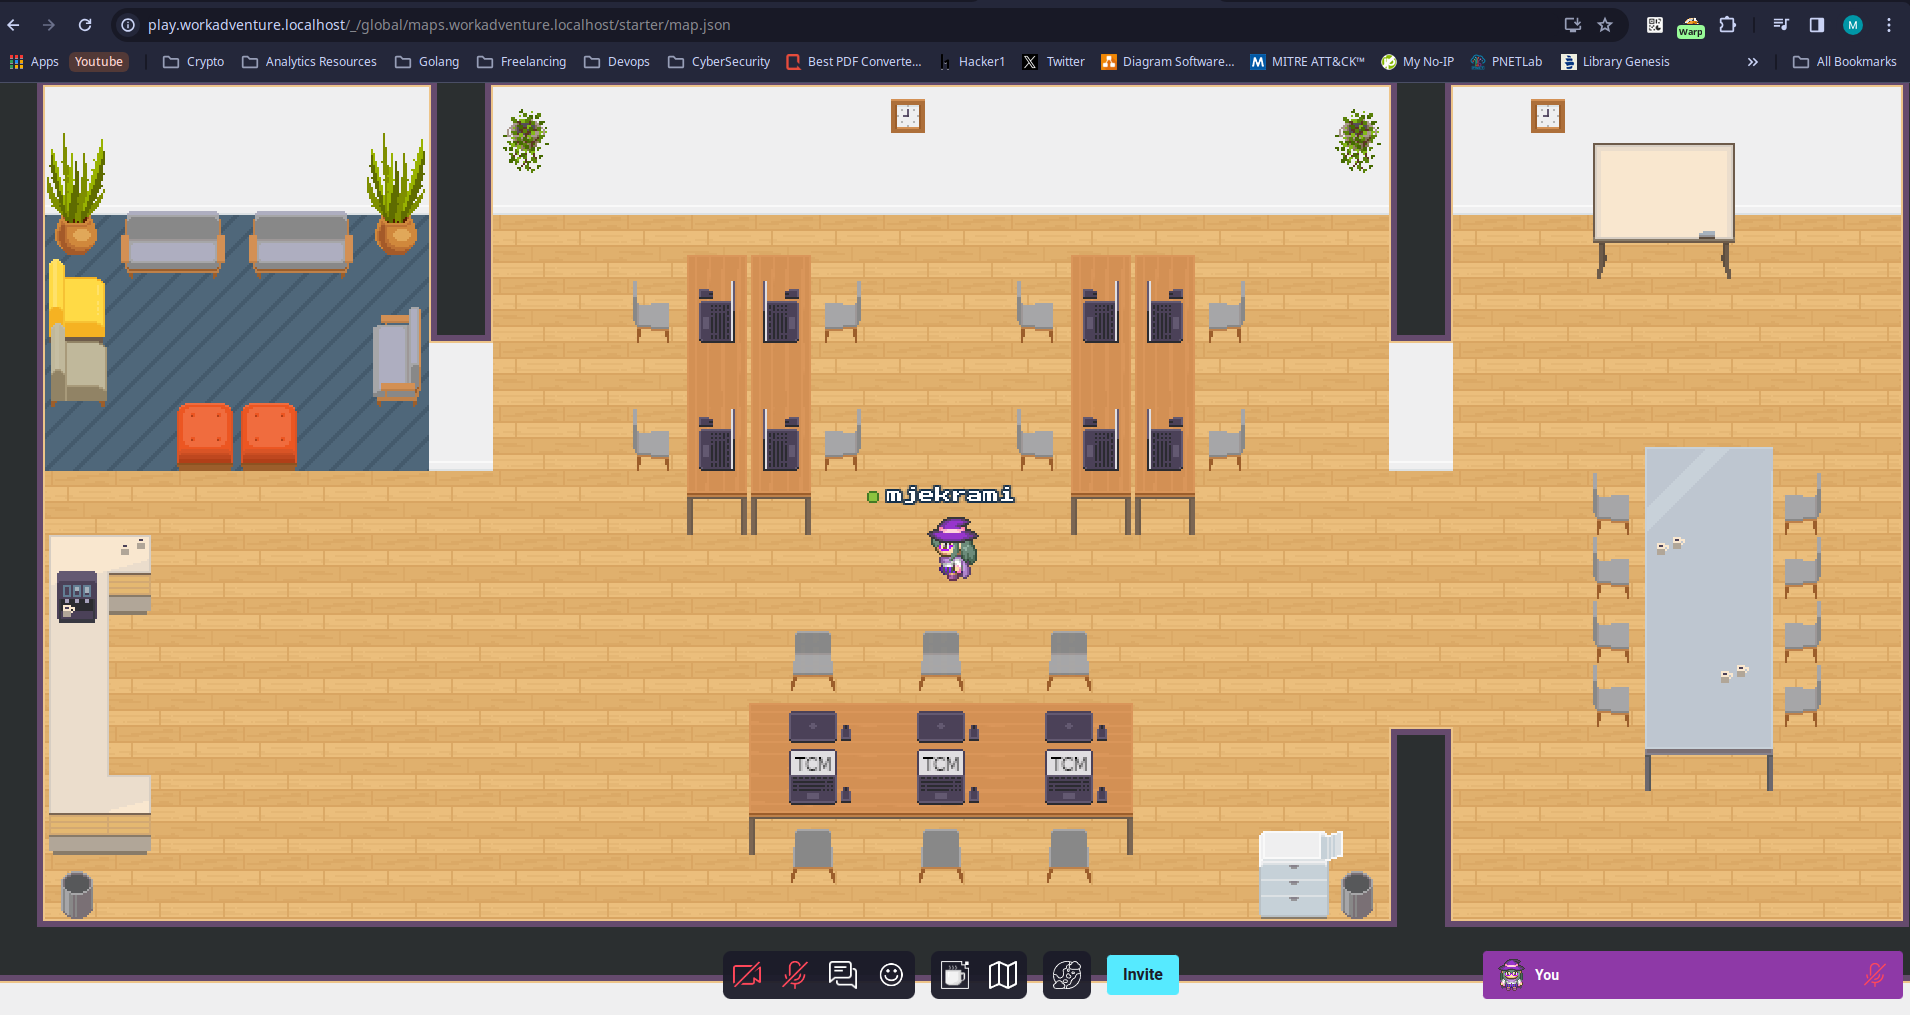 play.workadventure.localhost/_/global/maps.workadventure.localhost/starter/map.json
Warp
M
Apps Youtube Crypto Analytics Resources Golang Freelancing Devops CyberSecurity Best PDF Converte... Hacker1 Twitter Diagram Software... MITRE ATT&CK™ My No-IP PNETLab Library Genesis » All Bookmarks
mjekrami
TCM TCM TCM
Invite
You